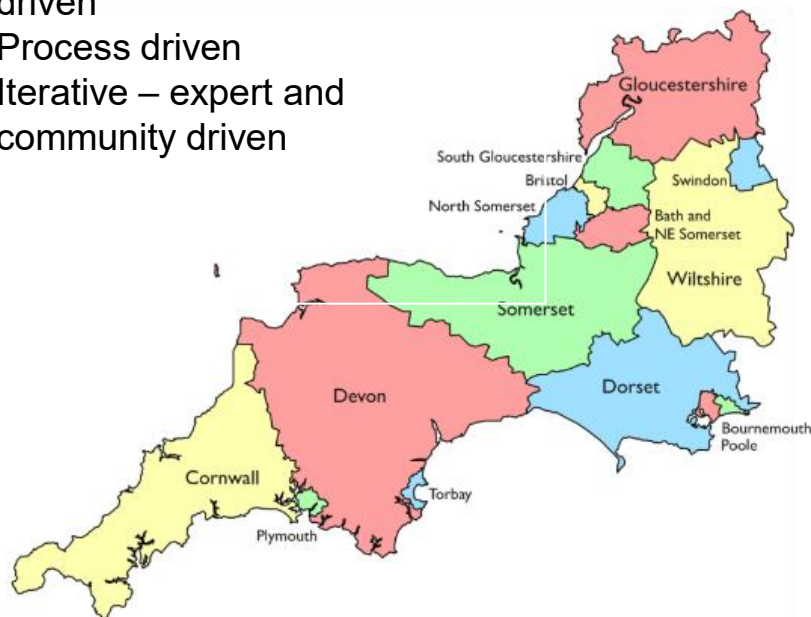 driven
Process driven
Iterative – expert and
community driven
Gloucestershire
South Gloucestershire
Bristol
Swindon
North Somerset
Bath and
NE Somerset
Wiltshire
Somerset
Devon
Dorset
Bournemouth
Poole
Cornwall
Torbay
Plymouth